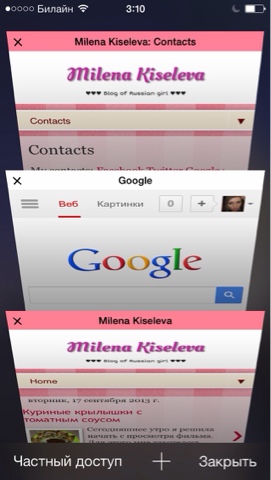 Билайн 3:10
Milena Kiseleva: Contacts
Milena Kiseleva
♥♥♥ Blog of Russian girl ♥♥♥
Contacts
Contacts
My contacts: Facebook Twitter Google+
Google
Веб Картинки 0 +
Google
Milena Kiseleva
Milena Kiseleva
♥♥♥ Blog of Russian girl ♥♥♥
Home
вторник, 17 сентября 2013 г.
Куриные крылышки с
томатным соусом
Сегодняшнее утро я решила
начать с просмотра фильма.
Частный доступ + Закрыть